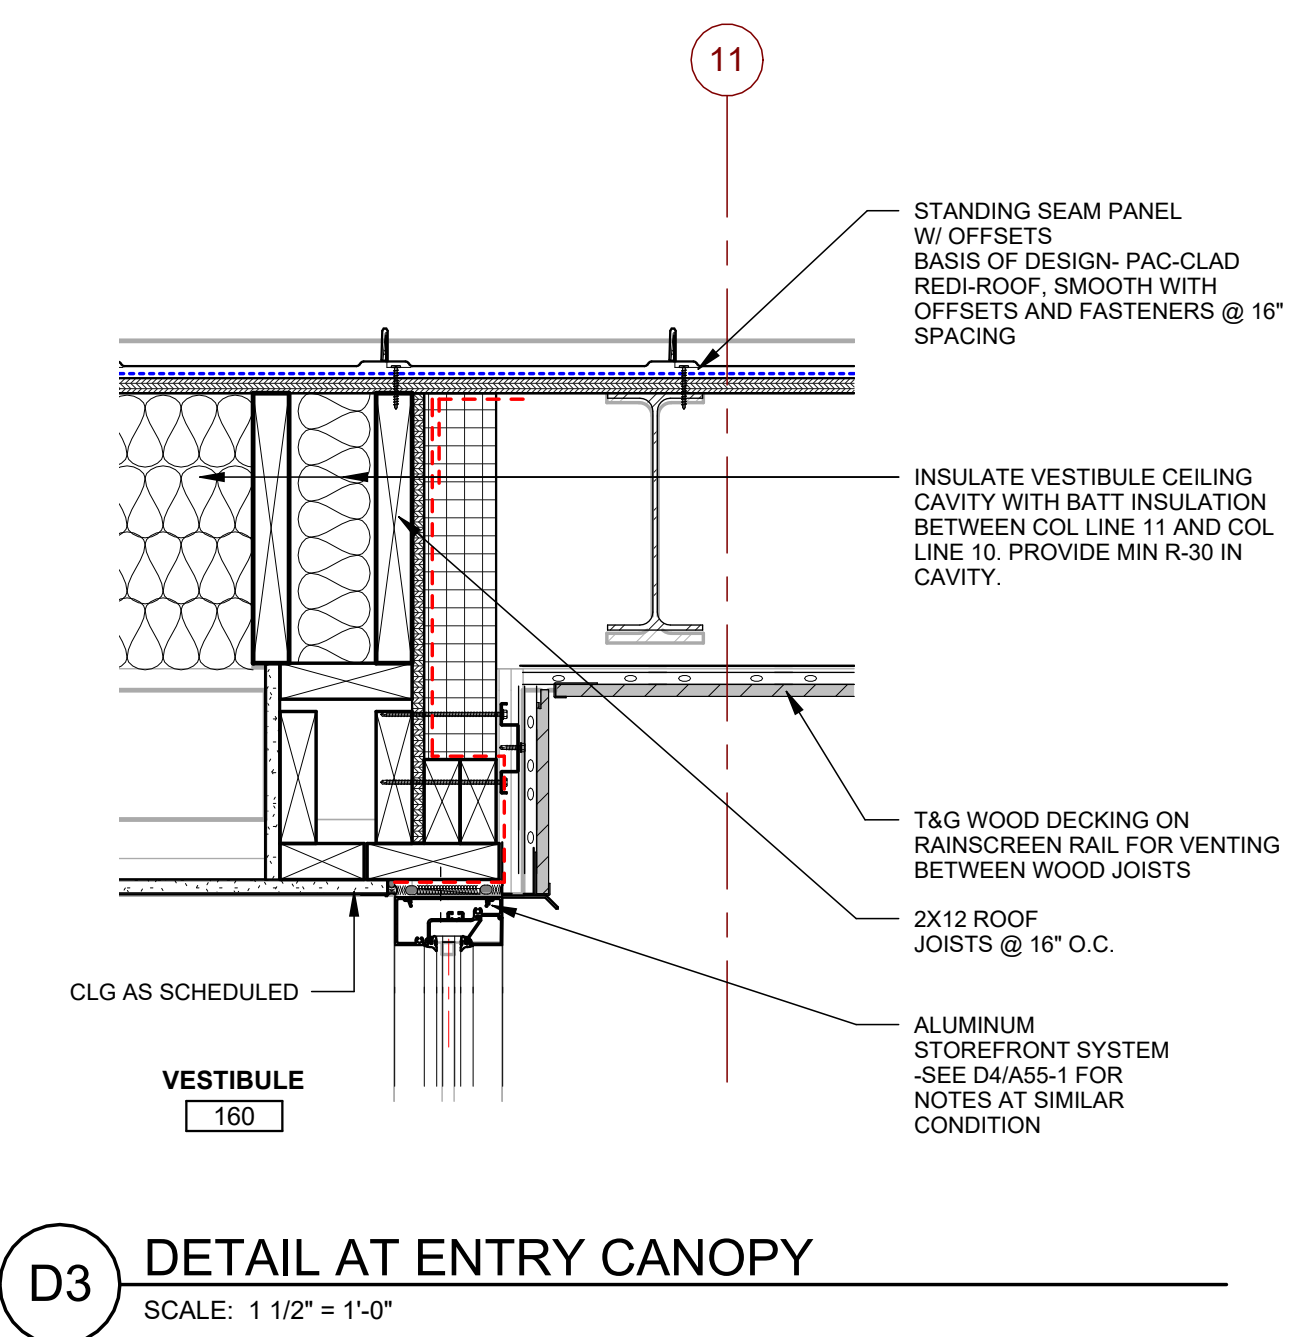 11
STANDING SEAM PANEL
W/ OFFSETS
BASIS OF DESIGN- PAC-CLAD
REDI-ROOF, SMOOTH WITH
OFFSETS AND FASTENERS @ 16"
SPACING
INSULATE VESTIBULE CEILING
CAVITY WITH BATT INSULATION
BETWEEN COL LINE 11 AND COL
LINE 10. PROVIDE MIN R-30 IN
CAVITY.
T&G WOOD DECKING ON
RAINSCREEN RAIL FOR VENTING
BETWEEN WOOD JOISTS
2X12 ROOF
JOISTS @ 16" O.C.
CLG AS SCHEDULED
ALUMINUM
STOREFRONT SYSTEM
-SEE D4/A55-1 FOR
NOTES AT SIMILAR
CONDITION
VESTIBULE
160
D3
DETAIL AT ENTRY CANOPY
SCALE: 1 1/2" = 1'-0"